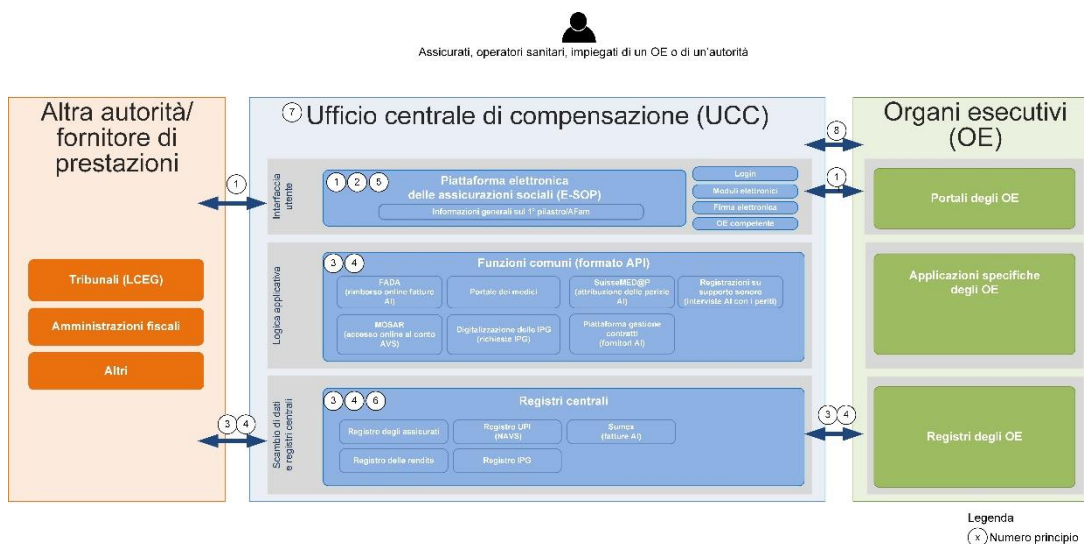 Assicurati, operatori sanitari, impiegati di un OE o di un'autorità
Altra autorità/
fornitore di
prestazioni
1
3 4
Tribunali (LCEG)
Amministrazioni fiscali
Altri
7 Ufficio centrale di compensazione (UCC)
Interfaccia
utente
1 2 5
Piattaforma elettronica
delle assicurazioni sociali (E-SOP)
Informazioni generali sul 1° pilastro/AFam
Login
Moduli elettronici
Firma elettronica
OE competente
Logica applicativa
3 4
Funzioni comuni (formato API)
FADA
(rimborso online fatture
AI)
Portale dei medici
SuisseMED@P
(attribuzione delle perizie
AI)
Registrazioni su
supporto sonoro
(interviste AI con i periti)
MOSAR
(accesso online al conto
AVS)
Digitalizzazione delle IPG
(richieste IPG)
Piattaforma gestione
contratti
(fornitori AI)
Scambio di dati
e registri centrali
3 4 6
Registri centrali
Registro degli assicurati
Registro UPI
(NAVS)
Sumex
(fatture AI)
Registro delle rendite
Registro IPG
8
1
3 4
Organi esecutivi
(OE)
Portali degli OE
Applicazioni specifiche
degli OE
Registri degli OE
Legenda
x Numero principio